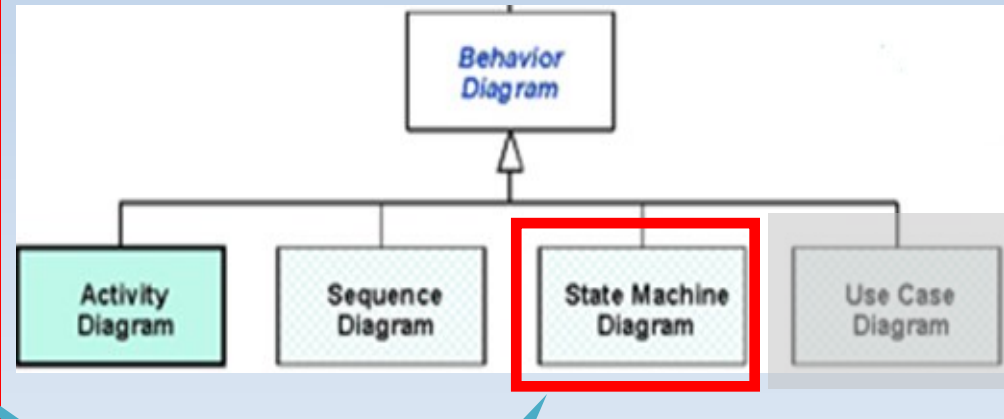 Behavior
Diagram
Activity
Diagram
Sequence
Diagram
State Machine
Diagram
Use Case
Diagram